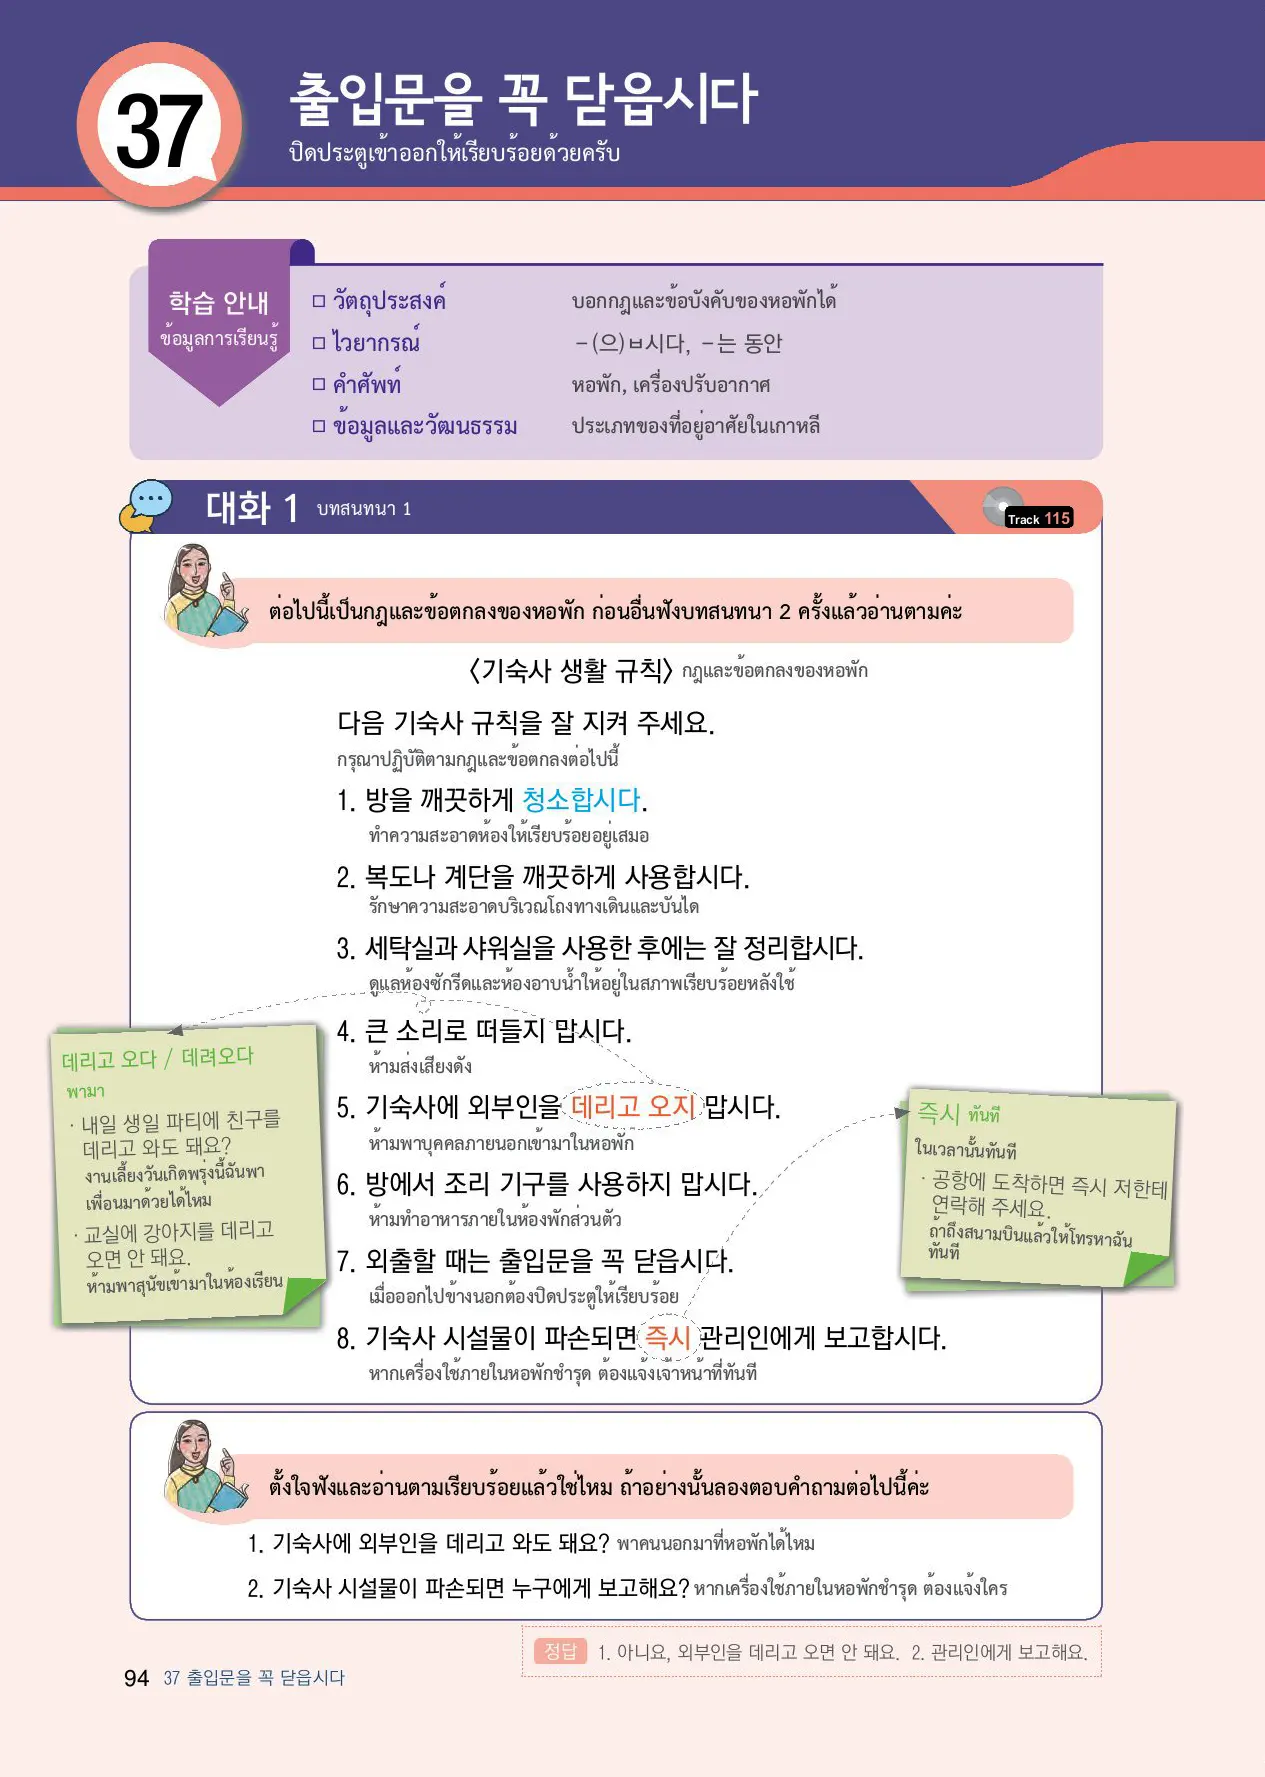 37
출입문을 꼭 닫읍시다
ปิดประตูเข้าออกให้เรียบร้อยด้วยครับ
학습 안내
ข้อมูลการเรียนรู้
□ วัตถุประสงค์ บอกกฎและข้อบังคับของหอพักได้
□ ไวยากรณ์ -(으)ㅂ시다, -는 동안
□ คำศัพท์ หอพัก, เครื่องปรับอากาศ
□ ข้อมูลและวัฒนธรรม ประเภทของที่อยู่อาศัยในเกาหลี
대화 1 บทสนทนา 1
Track 115
ต่อไปนี้เป็นกฎและข้อตกลงของหอพัก ก่อนอื่นฟังบทสนทนา 2 ครั้งแล้วอ่านตามค่ะ
〈기숙사 생활 규칙〉 กฎและข้อตกลงของหอพัก
다음 기숙사 규칙을 잘 지켜 주세요.
กรุณาปฏิบัติตามกฎและข้อตกลงต่อไปนี้
1. 방을 깨끗하게 청소합시다.
ทำความสะอาดห้องให้เรียบร้อยอยู่เสมอ
2. 복도나 계단을 깨끗하게 사용합시다.
รักษาความสะอาดบริเวณโถงทางเดินและบันได
3. 세탁실과 샤워실을 사용한 후에는 잘 정리합시다.
ดูแลห้องซักรีดและห้องอาบน้ำให้อยู่ในสภาพเรียบร้อยหลังใช้
4. 큰 소리로 떠들지 맙시다.
ห้ามส่งเสียงดัง
5. 기숙사에 외부인을 데리고 오지 맙시다.
ห้ามพาบุคคลภายนอกเข้ามาในหอพัก
6. 방에서 조리 기구를 사용하지 맙시다.
ห้ามทำอาหารภายในห้องพักส่วนตัว
7. 외출할 때는 출입문을 꼭 닫읍시다.
เมื่อออกไปข้างนอกต้องปิดประตูให้เรียบร้อย
8. 기숙사 시설물이 파손되면 즉시 관리인에게 보고합시다.
หากเครื่องใช้ภายในหอพักชำรุด ต้องแจ้งเจ้าหน้าที่ทันที
데리고 오다 / 데려오다
พามา
· 내일 생일 파티에 친구를
데리고 와도 돼요?
งานเลี้ยงวันเกิดพรุ่งนี้ฉันพา
เพื่อนมาด้วยได้ไหม
· 교실에 강아지를 데리고
오면 안 돼요.
ห้ามพาสุนัขเข้ามาในห้องเรียน
즉시 ทันที
ในเวลานั้นทันที
· 공항에 도착하면 즉시 저한테
연락해 주세요.
ถ้าถึงสนามบินแล้วให้โทรหาฉัน
ทันที
ตั้งใจฟังและอ่านตามเรียบร้อยแล้วใช่ไหม ถ้าอย่างนั้นลองตอบคำถามต่อไปนี้ค่ะ
1. 기숙사에 외부인을 데리고 와도 돼요? พาคนนอกมาที่หอพักได้ไหม
2. 기숙사 시설물이 파손되면 누구에게 보고해요? หากเครื่องใช้ภายในหอพักชำรุด ต้องแจ้งใคร
정답 1. 아니요, 외부인을 데리고 오면 안 돼요. 2. 관리인에게 보고해요.
94 37 출입문을 꼭 닫읍시다